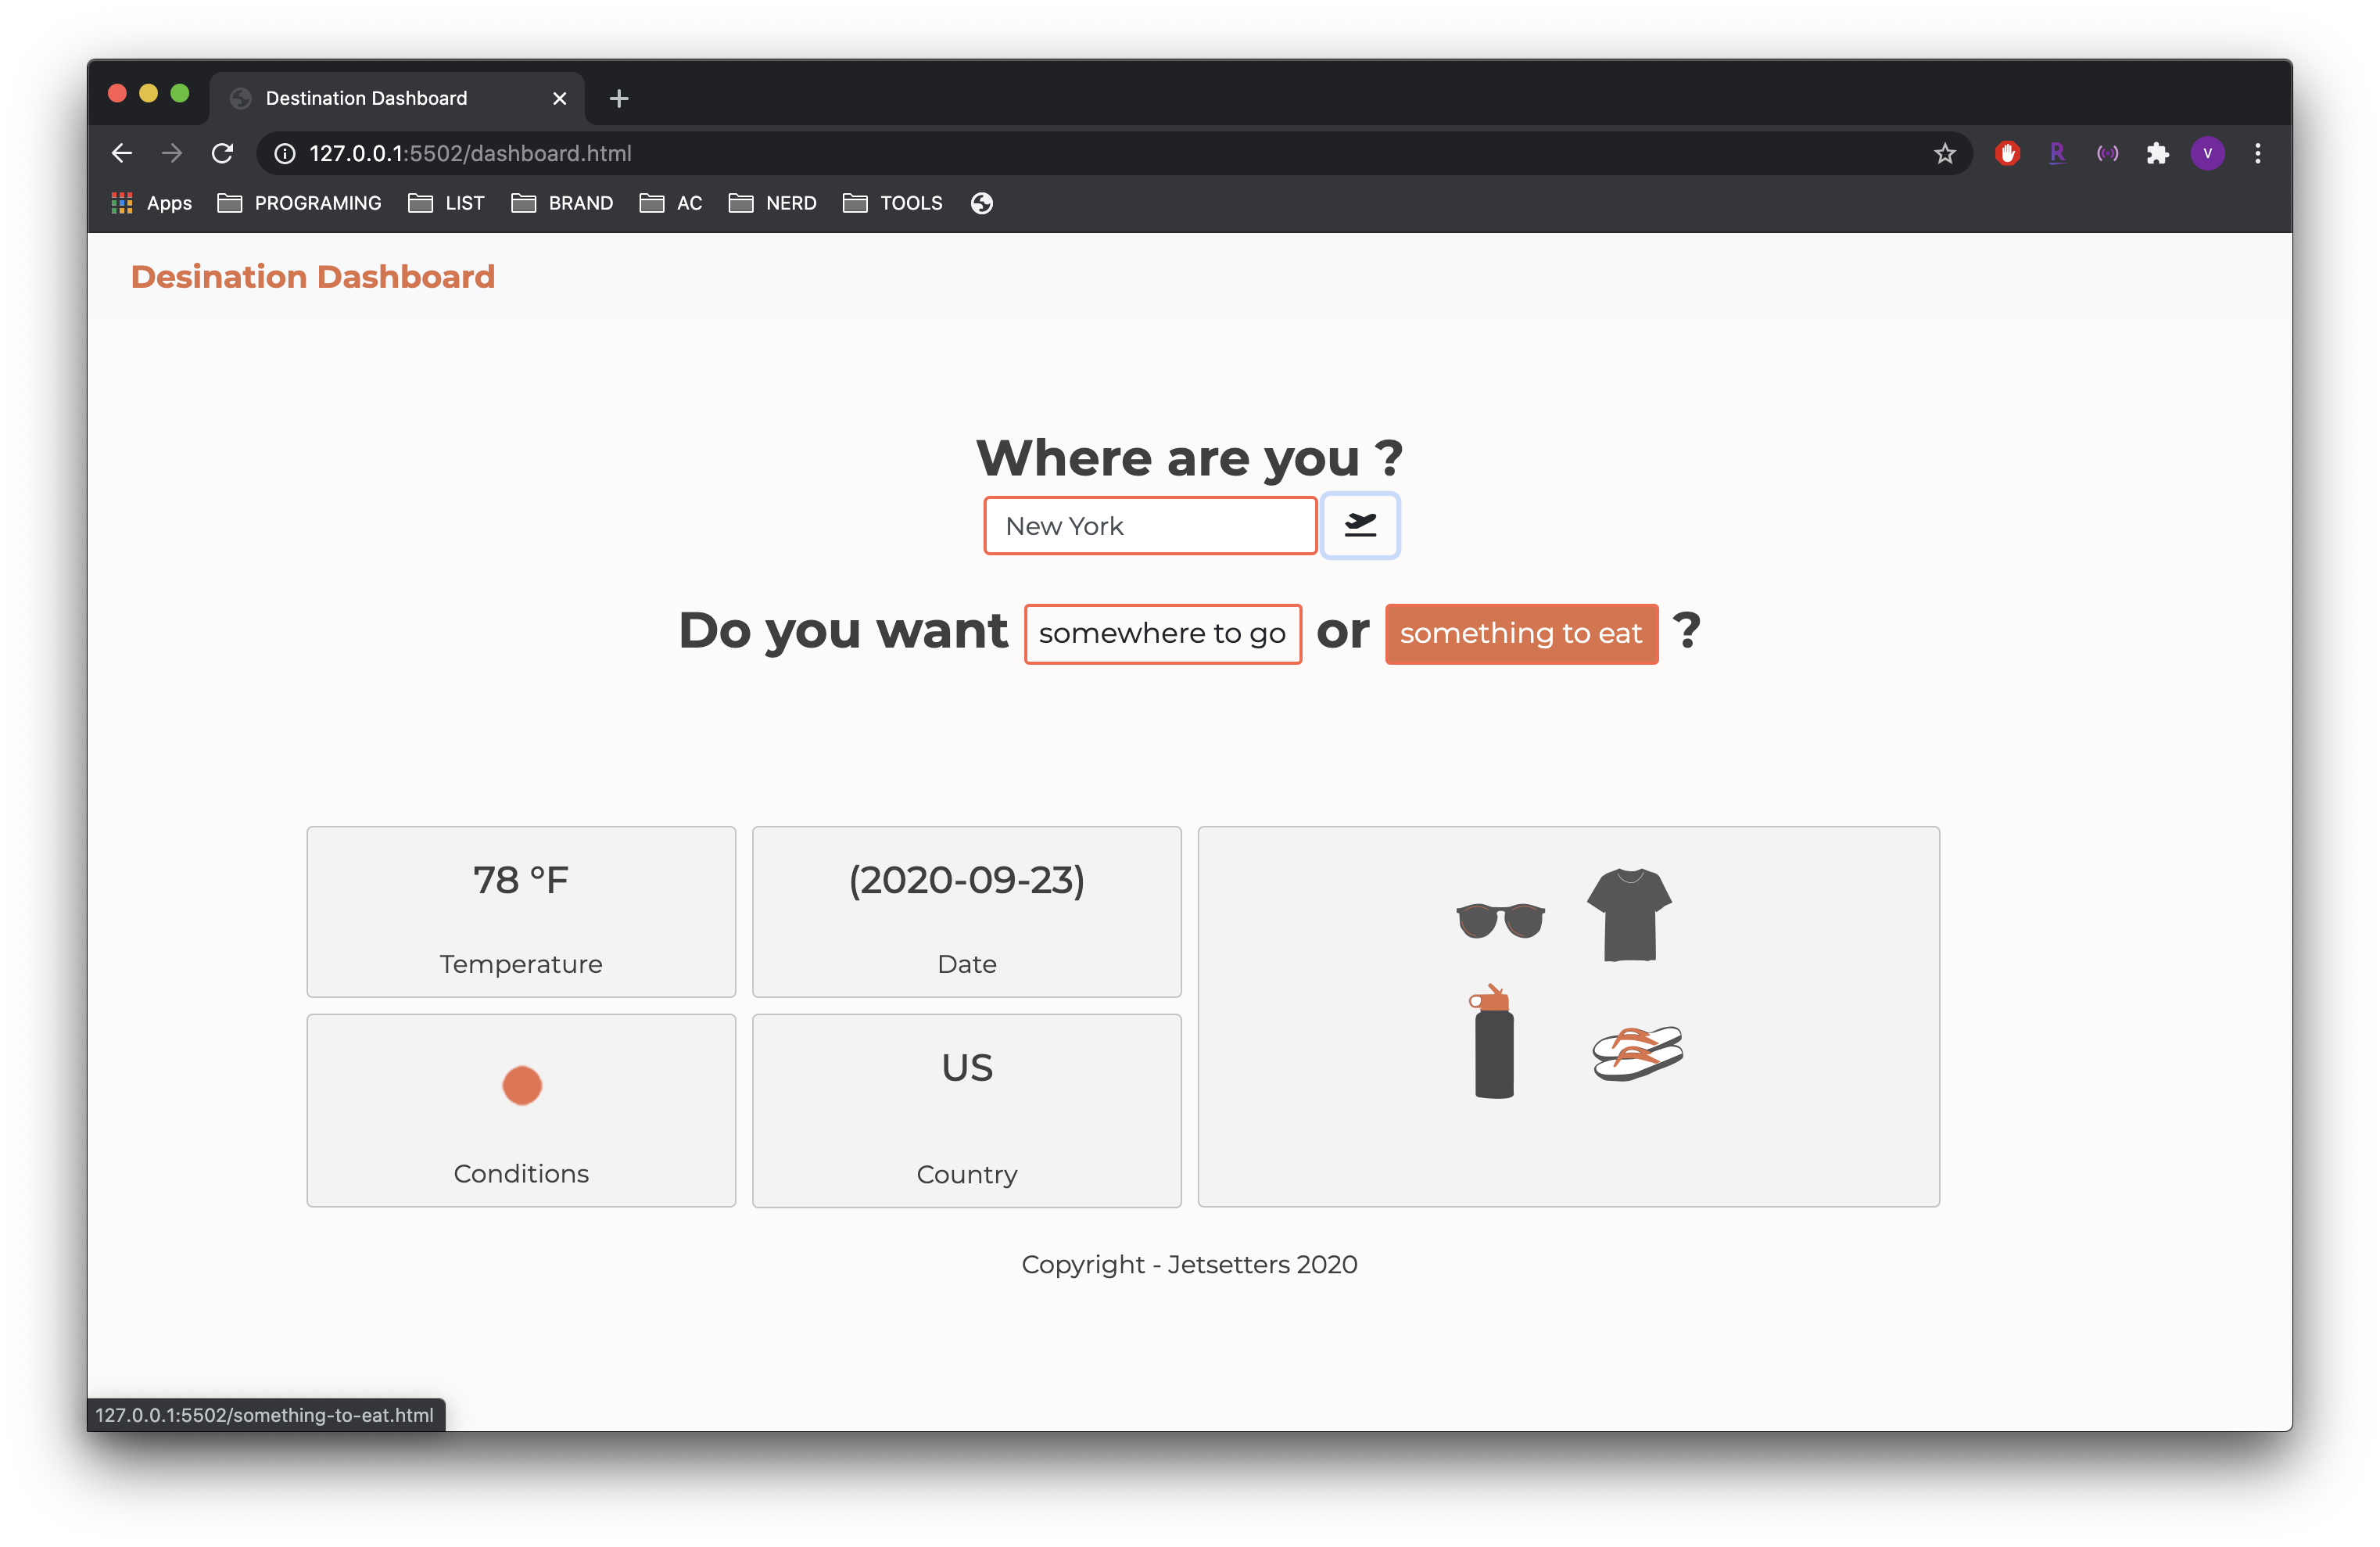 Destination Dashboard
127.0.0.1:5502/dashboard.html
R
V
Apps PROGRAMING LIST BRAND AC NERD TOOLS
Desination Dashboard
Where are you ?
New York
Do you want somewhere to go or something to eat ?
78 °F
Temperature
(2020-09-23)
Date
Conditions
US
Country
Copyright - Jetsetters 2020
127.0.0.1:5502/something-to-eat.html